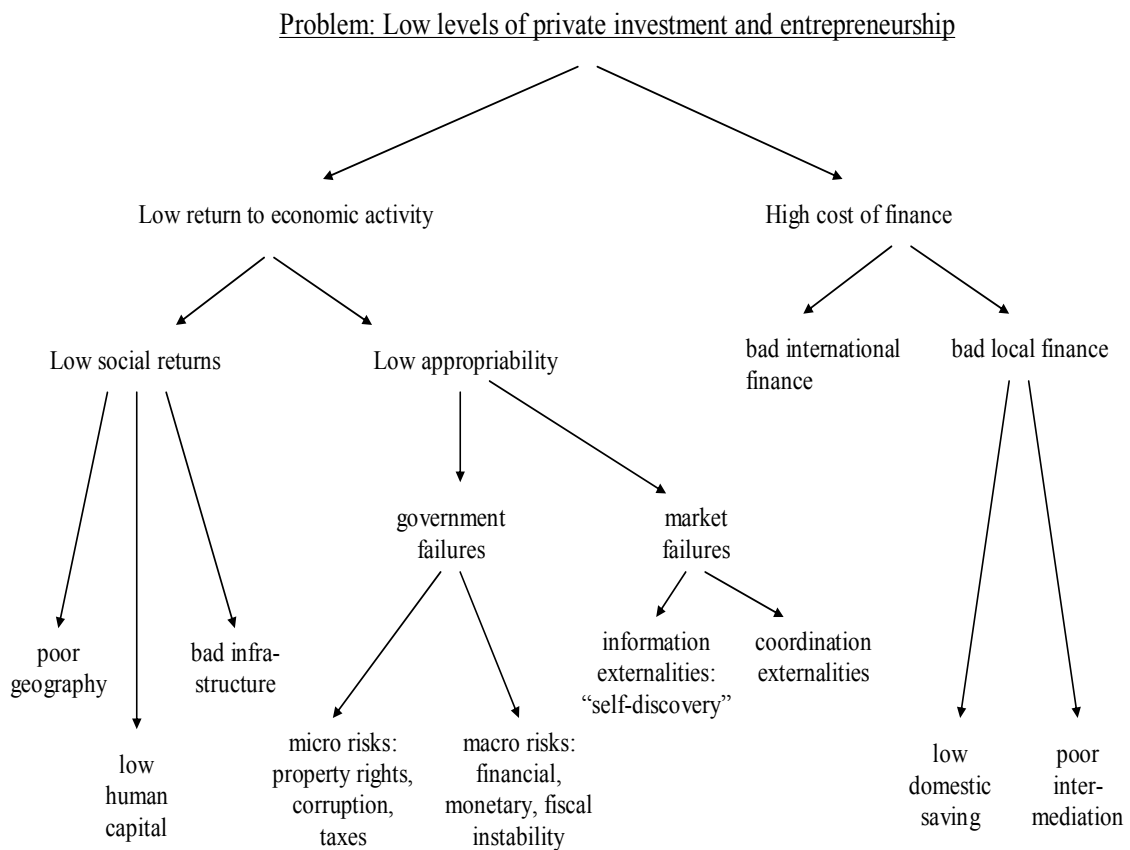 Problem: Low levels of private investment and entrepreneurship
Low return to economic activity
High cost of finance
Low social returns
Low appropriability
bad international
finance
bad local finance
government
failures
market
failures
poor
geography
bad infra-
structure
information
externalities:
“self-discovery”
coordination
externalities
low
human
capital
micro risks:
property rights,
corruption,
taxes
macro risks:
financial,
monetary, fiscal
instability
low
domestic
saving
poor
inter-
mediation